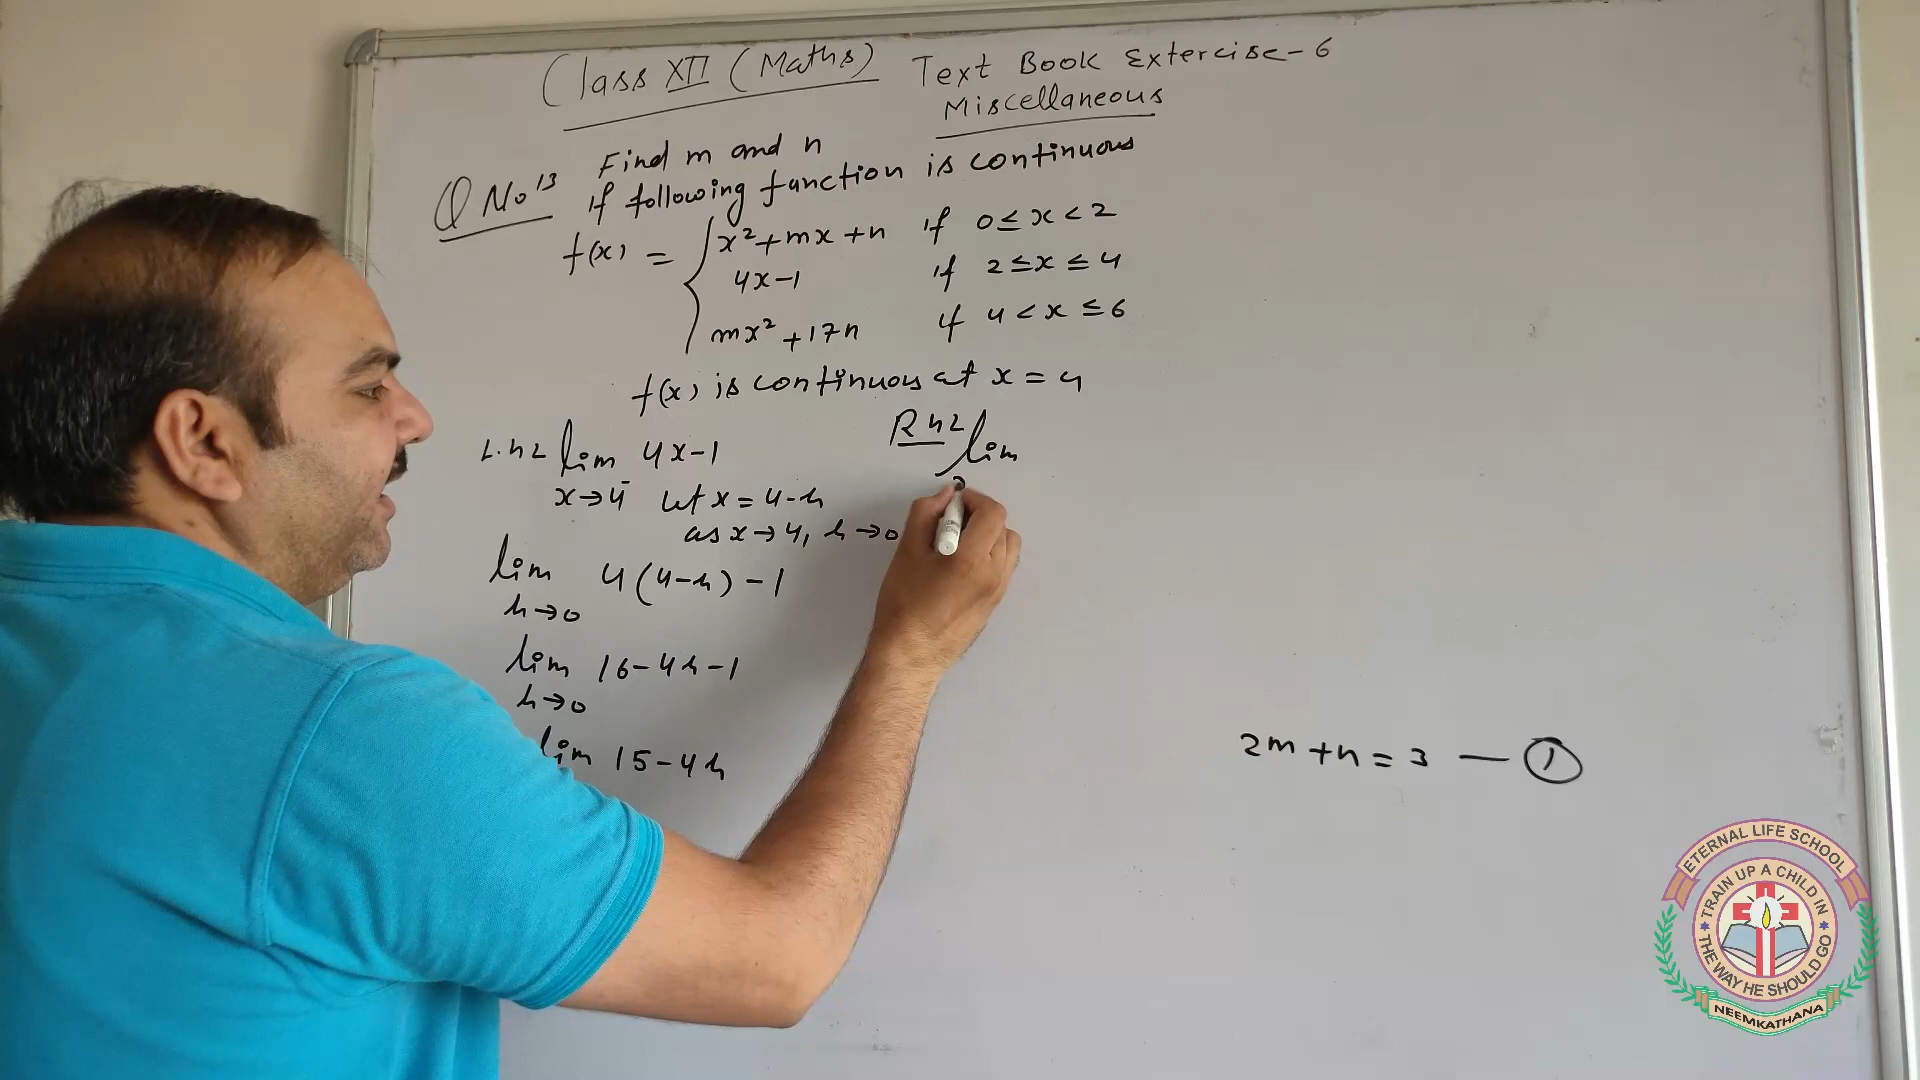 Class XII (Maths) Text Book Extercise-6
Miscellaneous
Q No 13 Find m and n
if following function is continuous
f(x) = { x² + mx + n if 0 ≤ x < 2
4x-1 if 2 ≤ x ≤ 4
mx² + 17n if 4 < x ≤ 6
f(x) is continuous at x = 4
L.h L lim 4x-1
x→4⁻ let x = 4-h
as x→4, h→0
lim 4(4-h)-1
h→0
lim 16-4h-1
h→0
lim 15-4h
R h L lim
2m + n = 3 — ①
ETERNAL LIFE SCHOOL
TRAIN UP A CHILD IN
THE WAY HE SHOULD GO
NEEMKATHANA